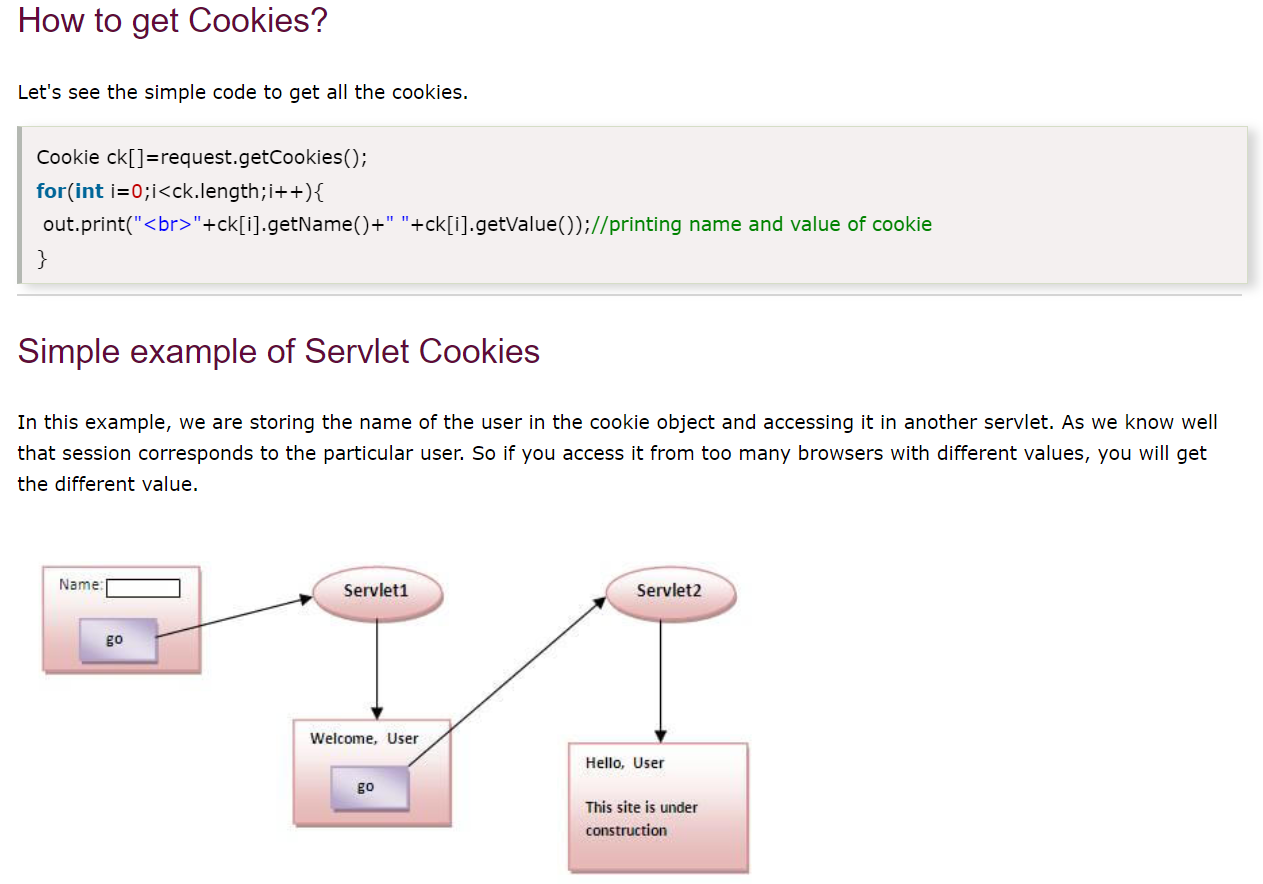 How to get Cookies?
Let's see the simple code to get all the cookies.
Cookie ck[]=request.getCookies();
for(int i=0;i<ck.length;i++){
 out.print("<br>"+ck[i].getName()+" "+ck[i].getValue());//printing name and value of cookie
}
Simple example of Servlet Cookies
In this example, we are storing the name of the user in the cookie object and accessing it in another servlet. As we know well
that session corresponds to the particular user. So if you access it from too many browsers with different values, you will get
the different value.
Name:
go
Servlet1
Servlet2
Welcome, User
go
Hello, User
This site is under
construction